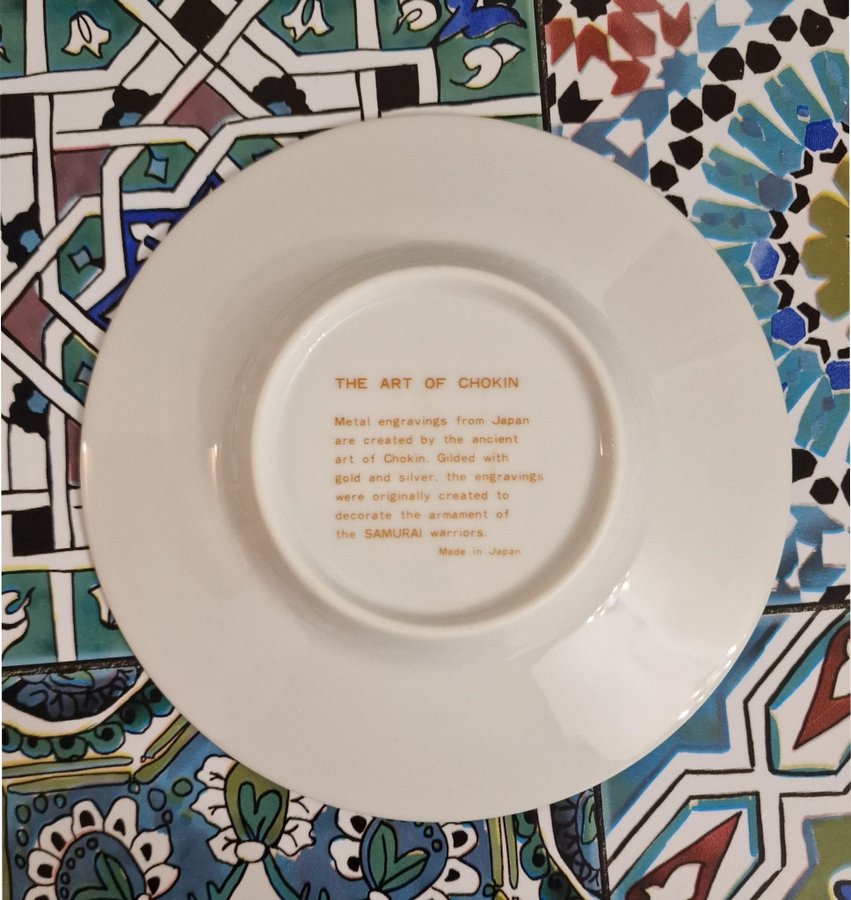 THE ART OF CHOKIN
Metal engravings from Japan
are created by the ancient
art of Chokin. Gilded with
gold and silver, the engravings
were originally created to
decorate the armament of
the SAMURAI warriors.
Made in Japan